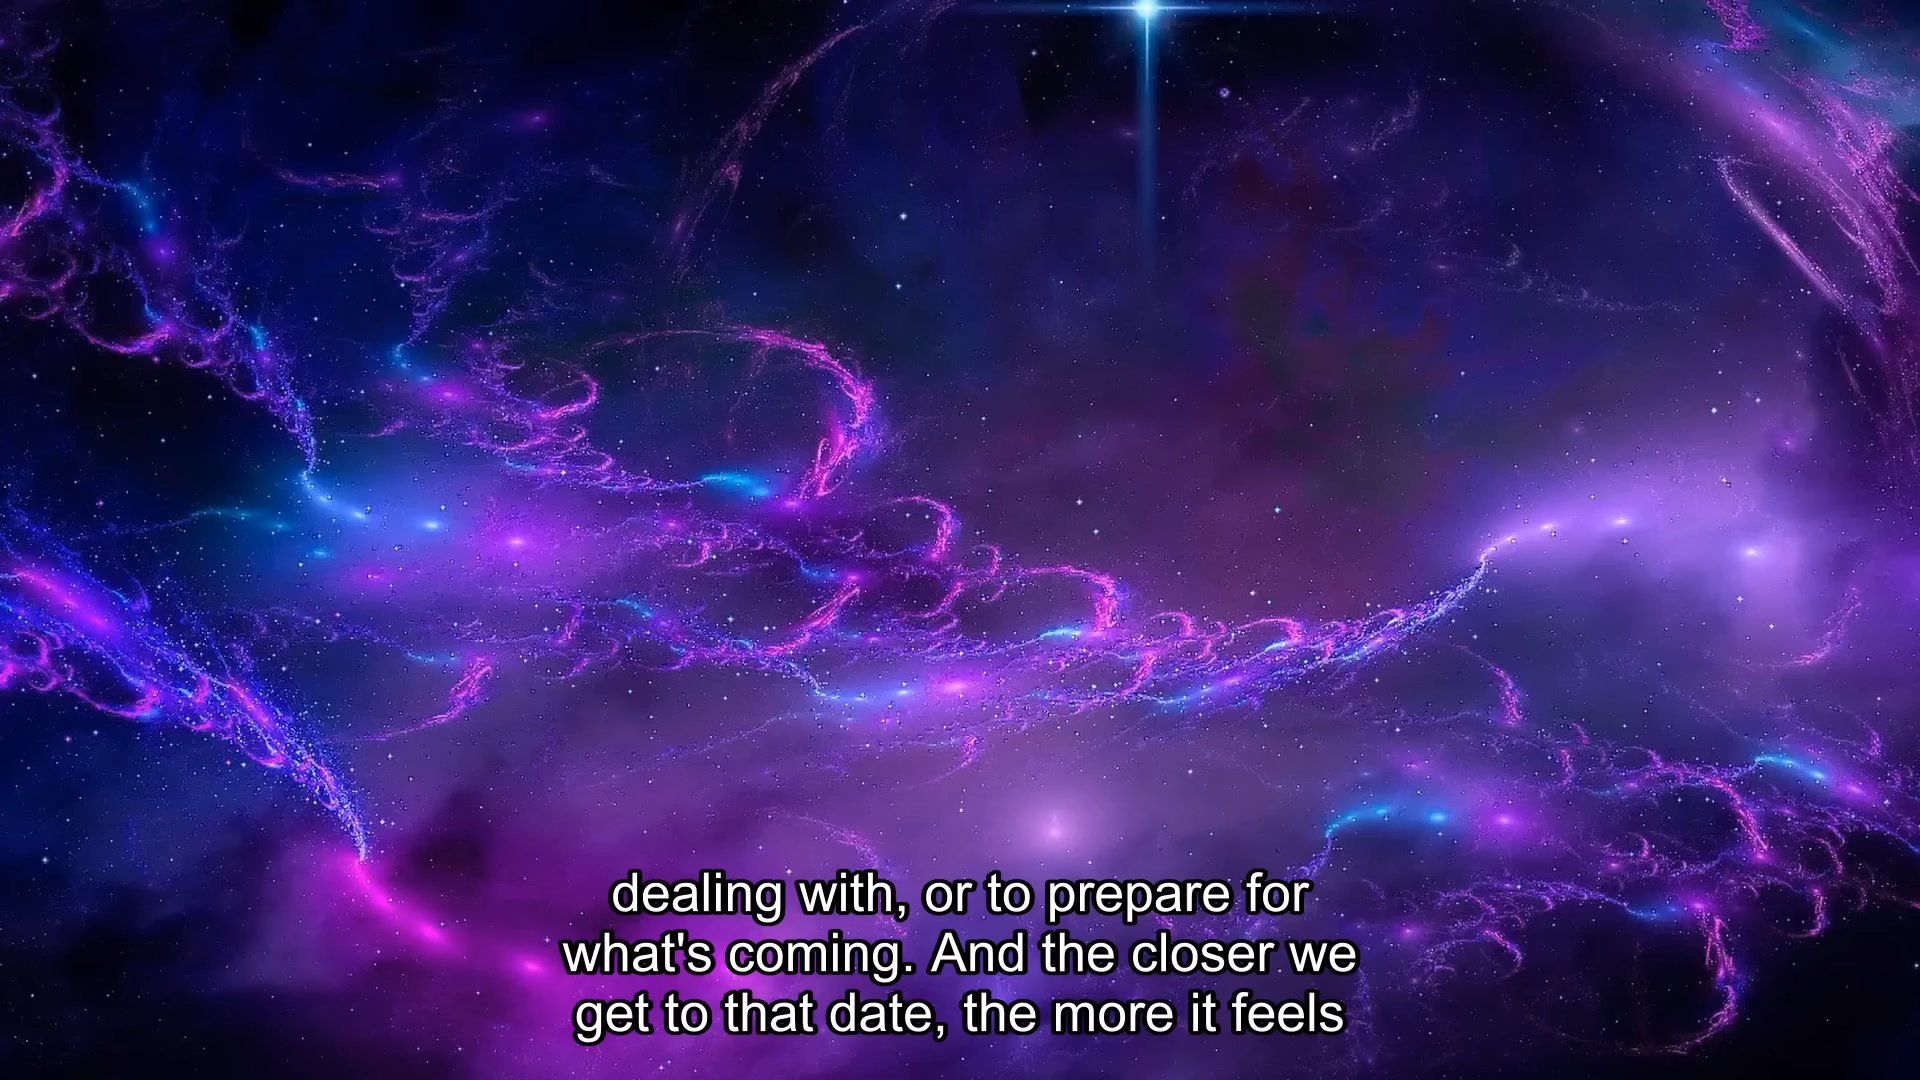 dealing with, or to prepare for
what's coming. And the closer we
get to that date, the more it feels